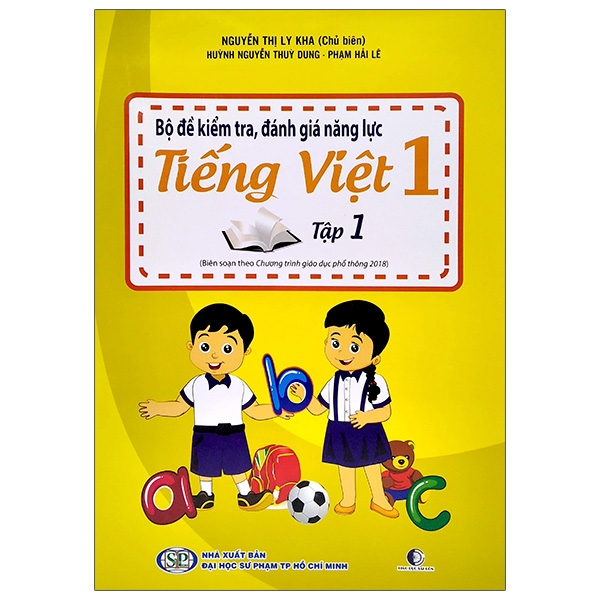 NGUYỄN THỊ LY KHA (Chủ biên)
HUỲNH NGUYỄN THUỲ DUNG - PHẠM HẢI LÊ
Bộ đề kiểm tra, đánh giá năng lực
Tiếng Việt 1
Tập 1
(Biên soạn theo Chương trình giáo dục phổ thông 2018)
b
a
c
SP
NHÀ XUẤT BẢN
ĐẠI HỌC SƯ PHẠM TP HỒ CHÍ MINH